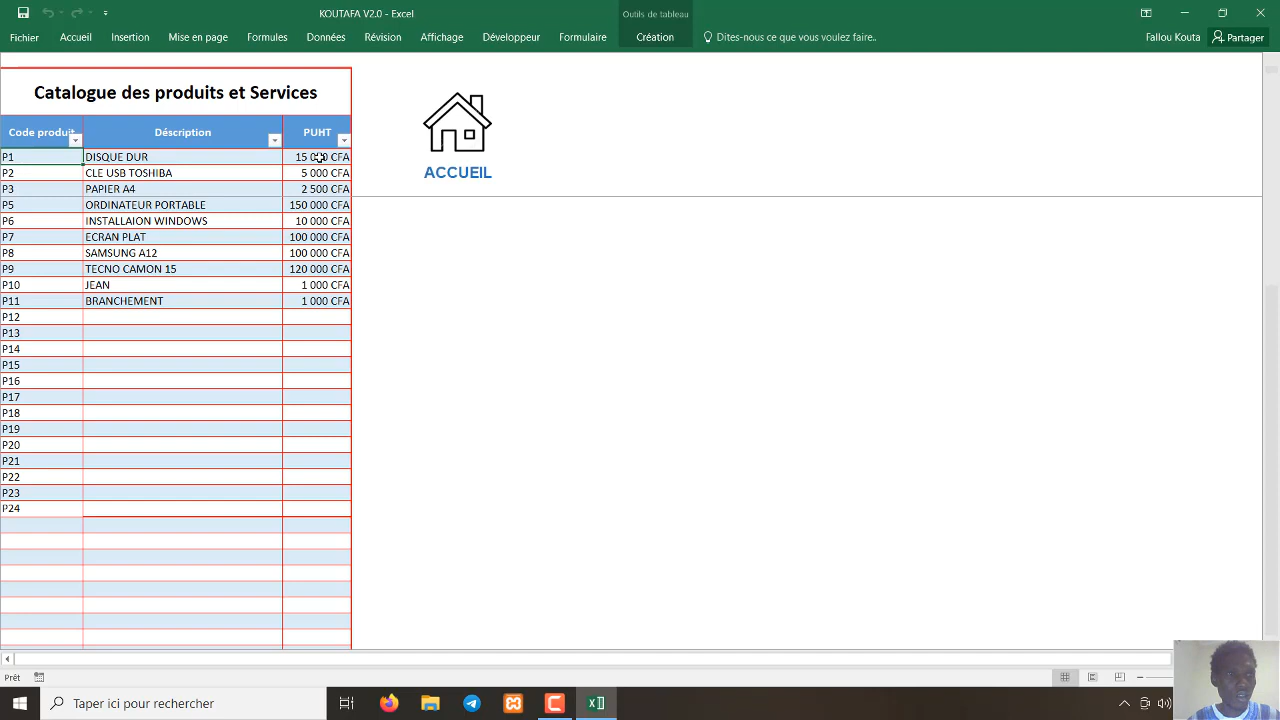 KOUTAFA V2.0 - Excel
Outils de tableau
Fichier Accueil Insertion Mise en page Formules Données Révision Affichage Développeur Formulaire Création Dites-nous ce que vous voulez faire.. Fallou Kouta Partager
Catalogue des produits et Services
Code produit Déscription PUHT
P1 DISQUE DUR 15 000 CFA
P2 CLE USB TOSHIBA 5 000 CFA
P3 PAPIER A4 2 500 CFA
P5 ORDINATEUR PORTABLE 150 000 CFA
P6 INSTALLAION WINDOWS 10 000 CFA
P7 ECRAN PLAT 100 000 CFA
P8 SAMSUNG A12 100 000 CFA
P9 TECNO CAMON 15 120 000 CFA
P10 JEAN 1 000 CFA
P11 BRANCHEMENT 1 000 CFA
P12
P13
P14
P15
P16
P17
P18
P19
P20
P21
P22
P23
P24
ACCUEIL
Prêt
Taper ici pour rechercher